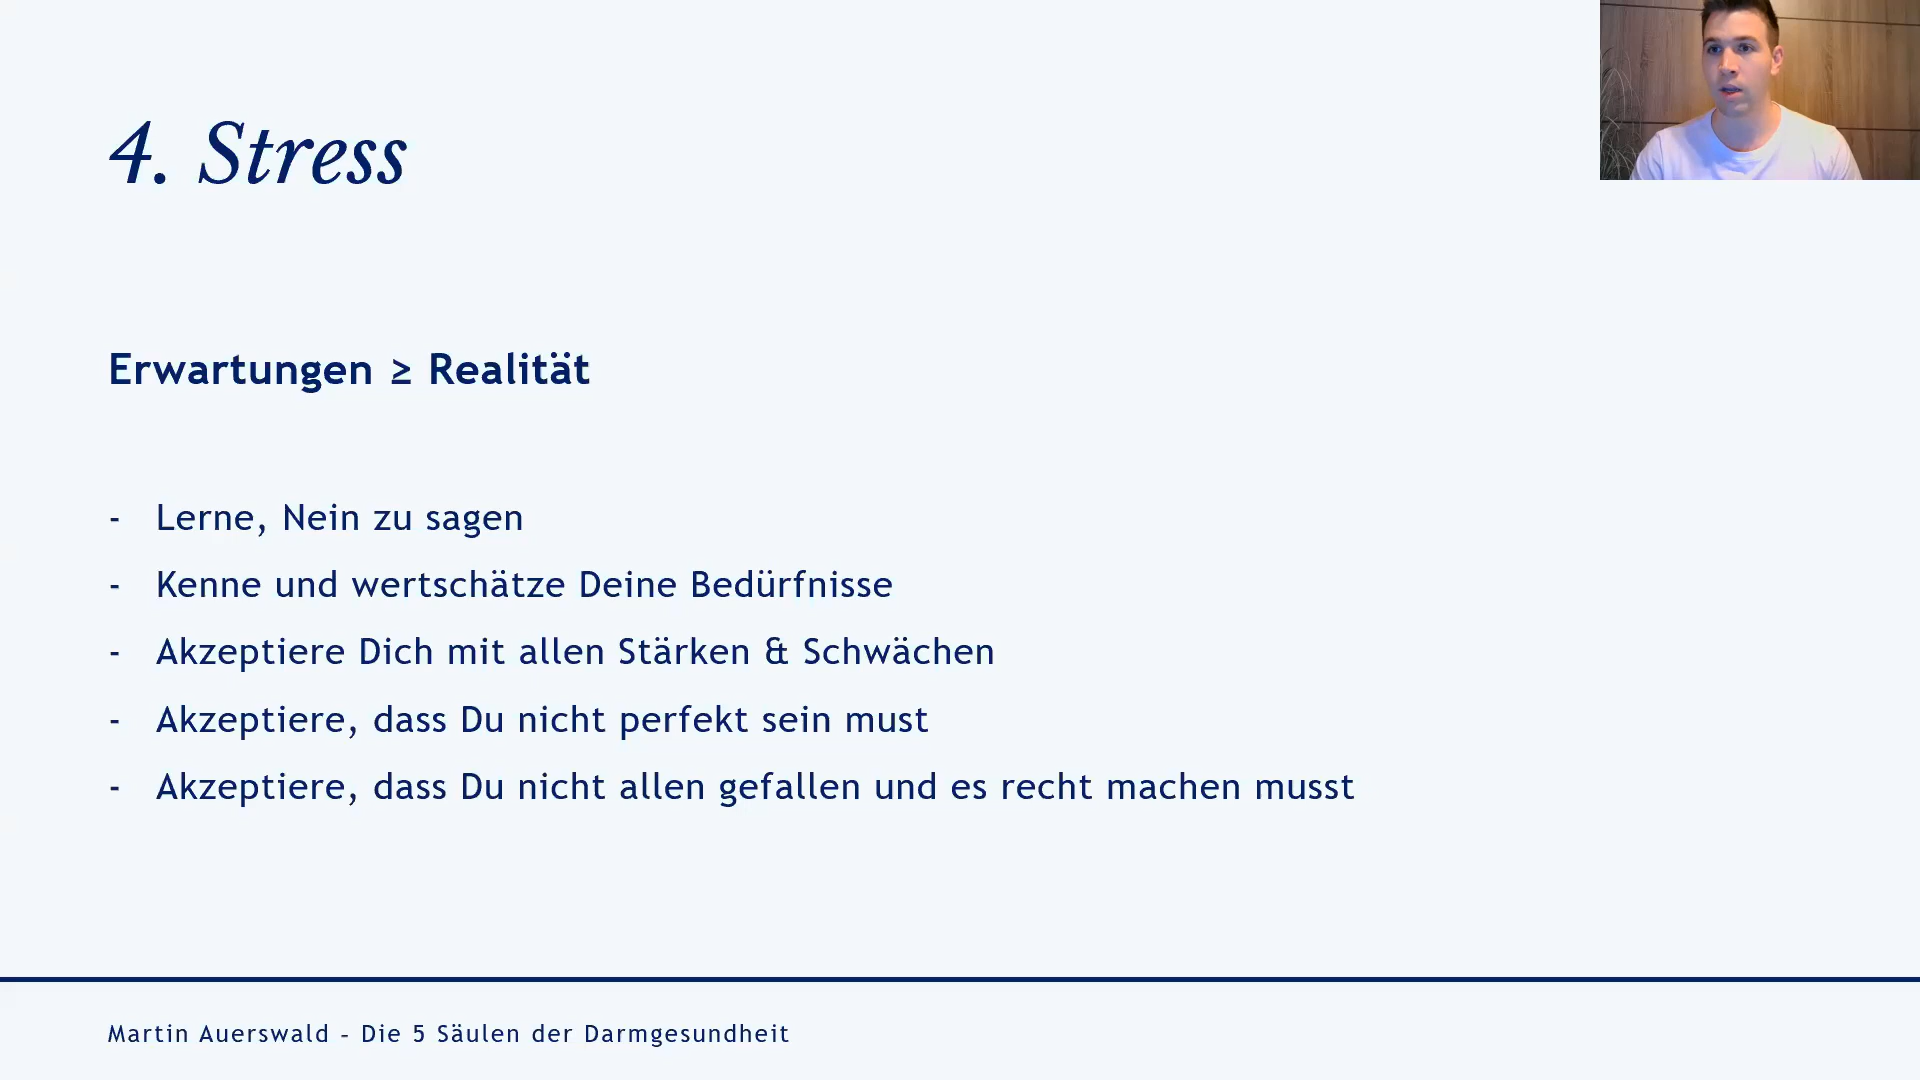 4. Stress
Erwartungen ≥ Realität
- Lerne, Nein zu sagen
- Kenne und wertschätze Deine Bedürfnisse
- Akzeptiere Dich mit allen Stärken & Schwächen
- Akzeptiere, dass Du nicht perfekt sein must
- Akzeptiere, dass Du nicht allen gefallen und es recht machen musst
Martin Auerswald – Die 5 Säulen der Darmgesundheit